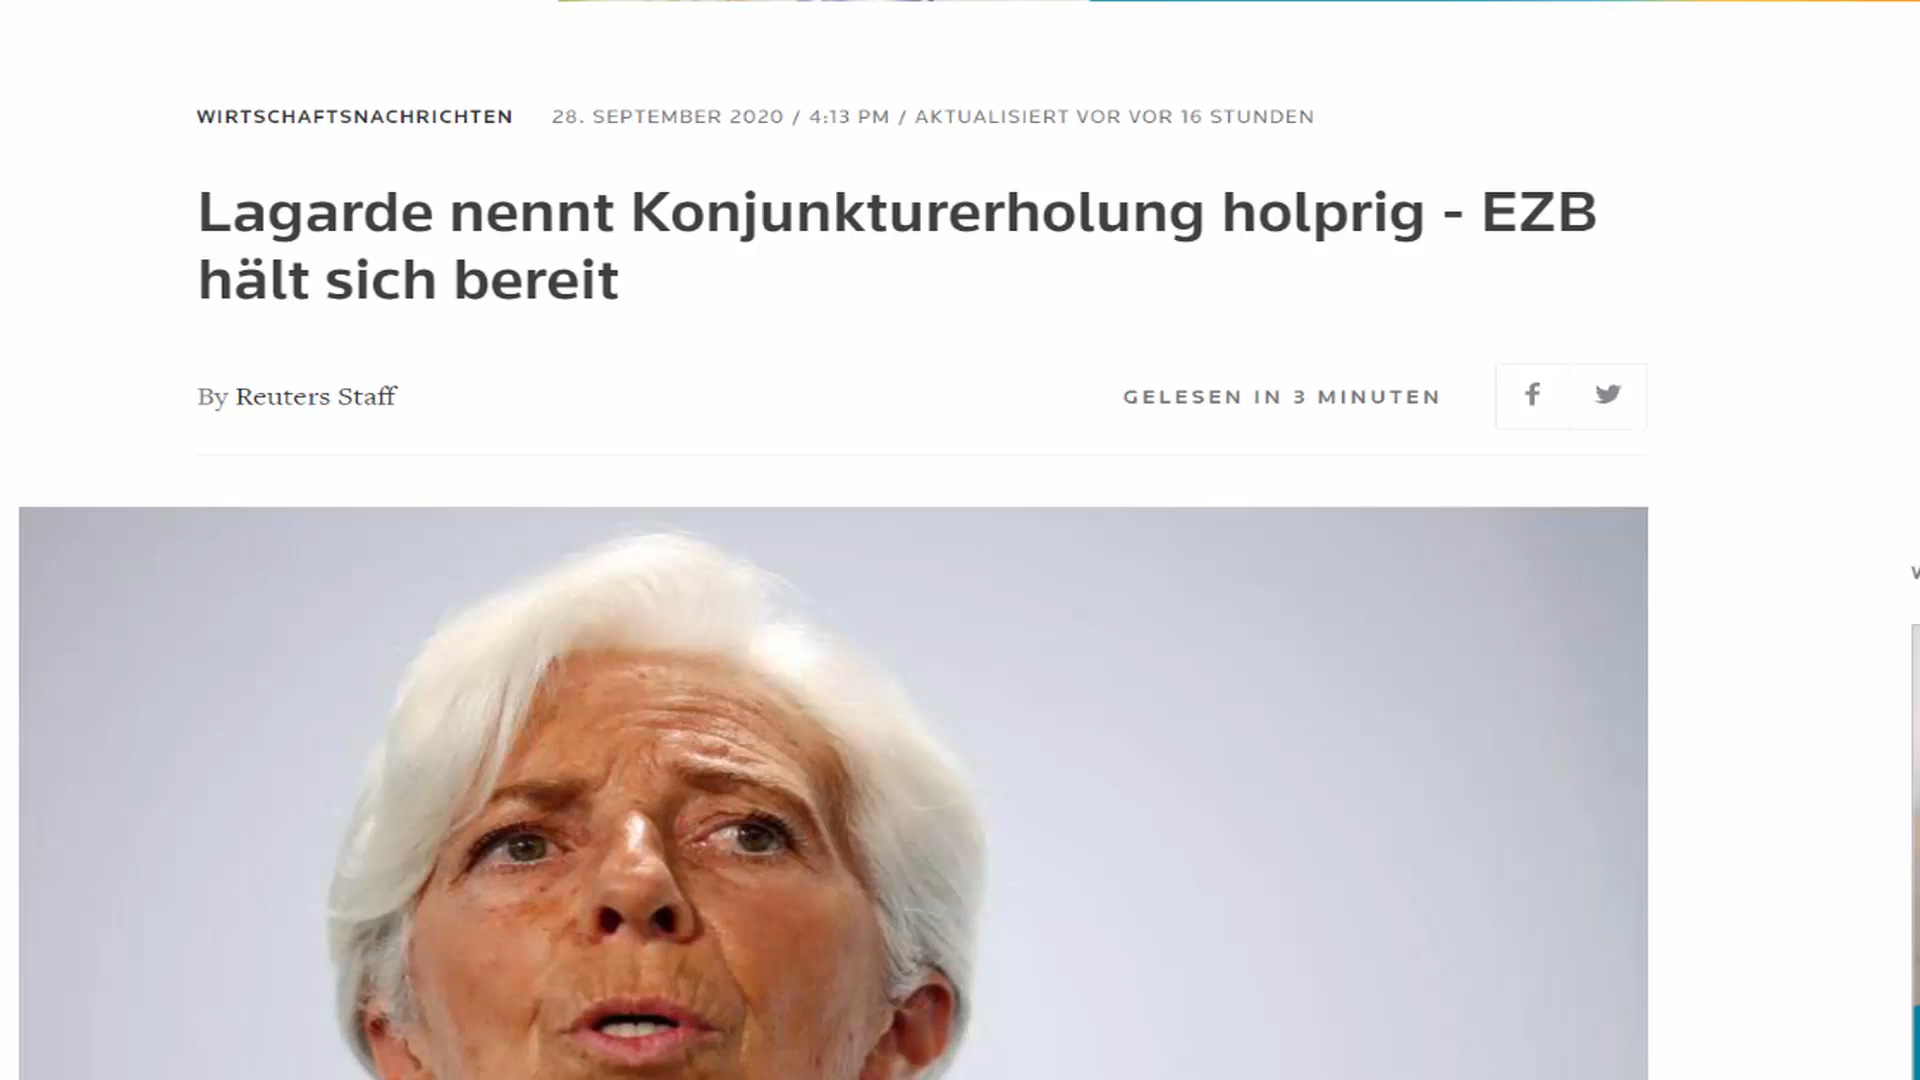 WIRTSCHAFTSNACHRICHTEN 28. SEPTEMBER 2020 / 4:13 PM / AKTUALISIERT VOR VOR 16 STUNDEN
Lagarde nennt Konjunkturerholung holprig - EZB
hält sich bereit
By Reuters Staff GELESEN IN 3 MINUTEN